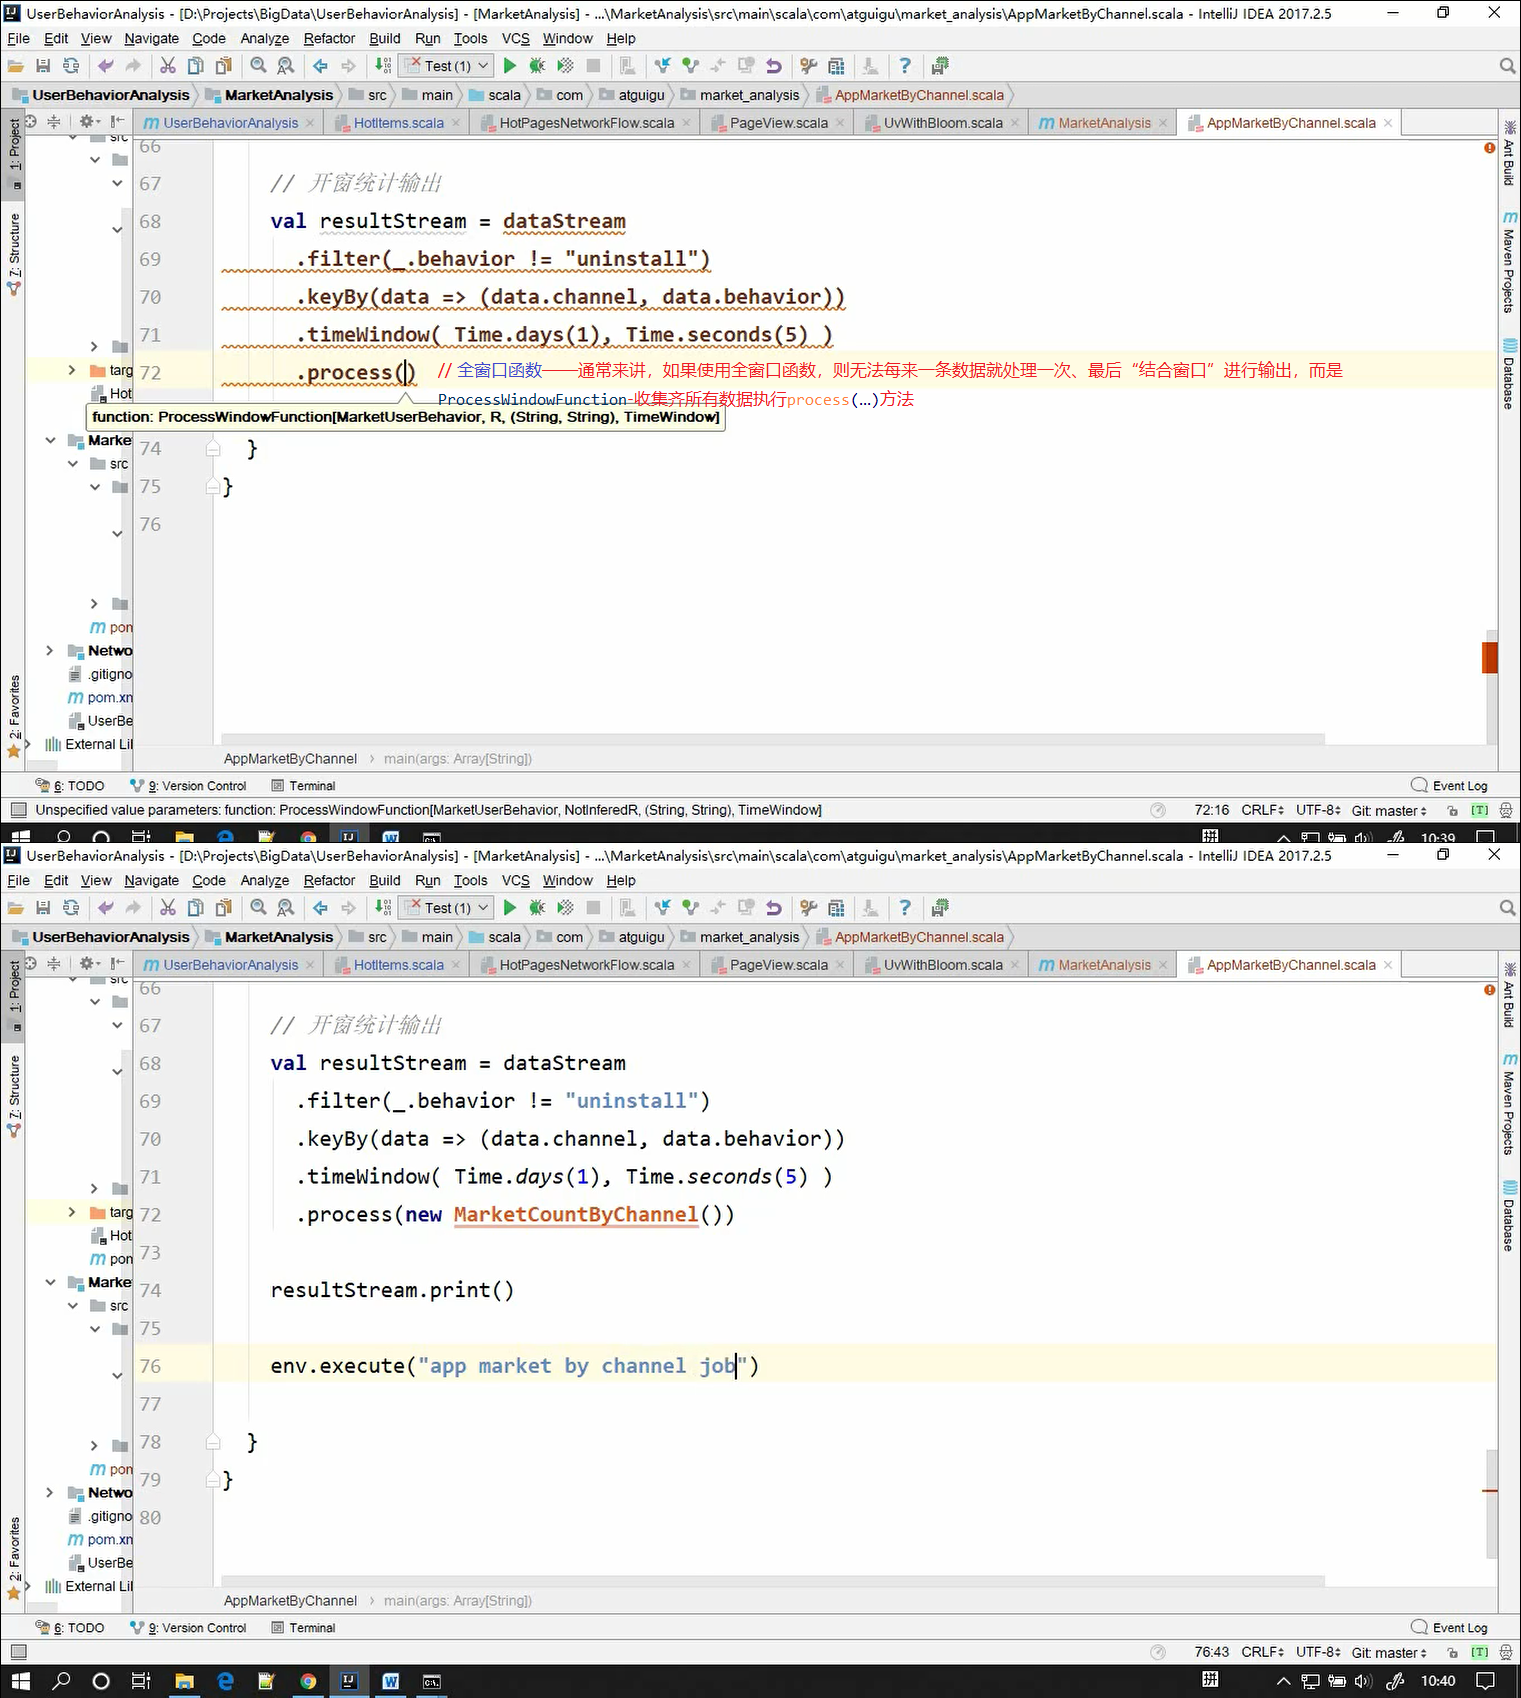 UserBehaviorAnalysis - [D:\Projects\BigData\UserBehaviorAnalysis] - [MarketAnalysis] - ...\MarketAnalysis\src\main\scala\com\atguigu\market_analysis\AppMarketByChannel.scala - IntelliJ IDEA 2017.2.5
File Edit View Navigate Code Analyze Refactor Build Run Tools VCS Window Help
Test (1)
UserBehaviorAnalysis MarketAnalysis src main scala com atguigu market_analysis AppMarketByChannel.scala
UserBehaviorAnalysis HotItems.scala HotPagesNetworkFlow.scala PageView.scala UvWithBloom.scala MarketAnalysis AppMarketByChannel.scala
1: Project
7: Structure
2: Favorites
Ant Build
Maven Projects
Database
src
targ
Hot
Marke
src
pon
Netwo
.gitigno
pom.xn
UserBe
External Li
66
67 // 开窗统计输出
68 val resultStream = dataStream
69 .filter(_.behavior != "uninstall")
70 .keyBy(data => (data.channel, data.behavior))
71 .timeWindow( Time.days(1), Time.seconds(5) )
72 .process() // 全窗口函数——通常来讲，如果使用全窗口函数，则无法每来一条数据就处理一次、最后“结合窗口”进行输出，而是
ProcessWindowFunction-收集齐所有数据执行process(…)方法
function: ProcessWindowFunction[MarketUserBehavior, R, (String, String), TimeWindow]
74 }
75 }
76
AppMarketByChannel › main(args: Array[String])
6: TODO 9: Version Control Terminal Event Log
Unspecified value parameters: function: ProcessWindowFunction[MarketUserBehavior, NotInferedR, (String, String), TimeWindow] 72:16 CRLF UTF-8 Git: master [T]
拼 10:39
UserBehaviorAnalysis - [D:\Projects\BigData\UserBehaviorAnalysis] - [MarketAnalysis] - ...\MarketAnalysis\src\main\scala\com\atguigu\market_analysis\AppMarketByChannel.scala - IntelliJ IDEA 2017.2.5
File Edit View Navigate Code Analyze Refactor Build Run Tools VCS Window Help
Test (1)
UserBehaviorAnalysis MarketAnalysis src main scala com atguigu market_analysis AppMarketByChannel.scala
UserBehaviorAnalysis HotItems.scala HotPagesNetworkFlow.scala PageView.scala UvWithBloom.scala MarketAnalysis AppMarketByChannel.scala
1: Project
7: Structure
2: Favorites
Ant Build
Maven Projects
Database
src
targ
Hot
pon
Marke
src
pon
Netwo
.gitigno
pom.xn
UserBe
External Li
66
67 // 开窗统计输出
68 val resultStream = dataStream
69 .filter(_.behavior != "uninstall")
70 .keyBy(data => (data.channel, data.behavior))
71 .timeWindow( Time.days(1), Time.seconds(5) )
72 .process(new MarketCountByChannel())
73
74 resultStream.print()
75
76 env.execute("app market by channel job")
77
78 }
79 }
80
AppMarketByChannel › main(args: Array[String])
6: TODO 9: Version Control Terminal Event Log
76:43 CRLF UTF-8 Git: master [T]
拼 10:40